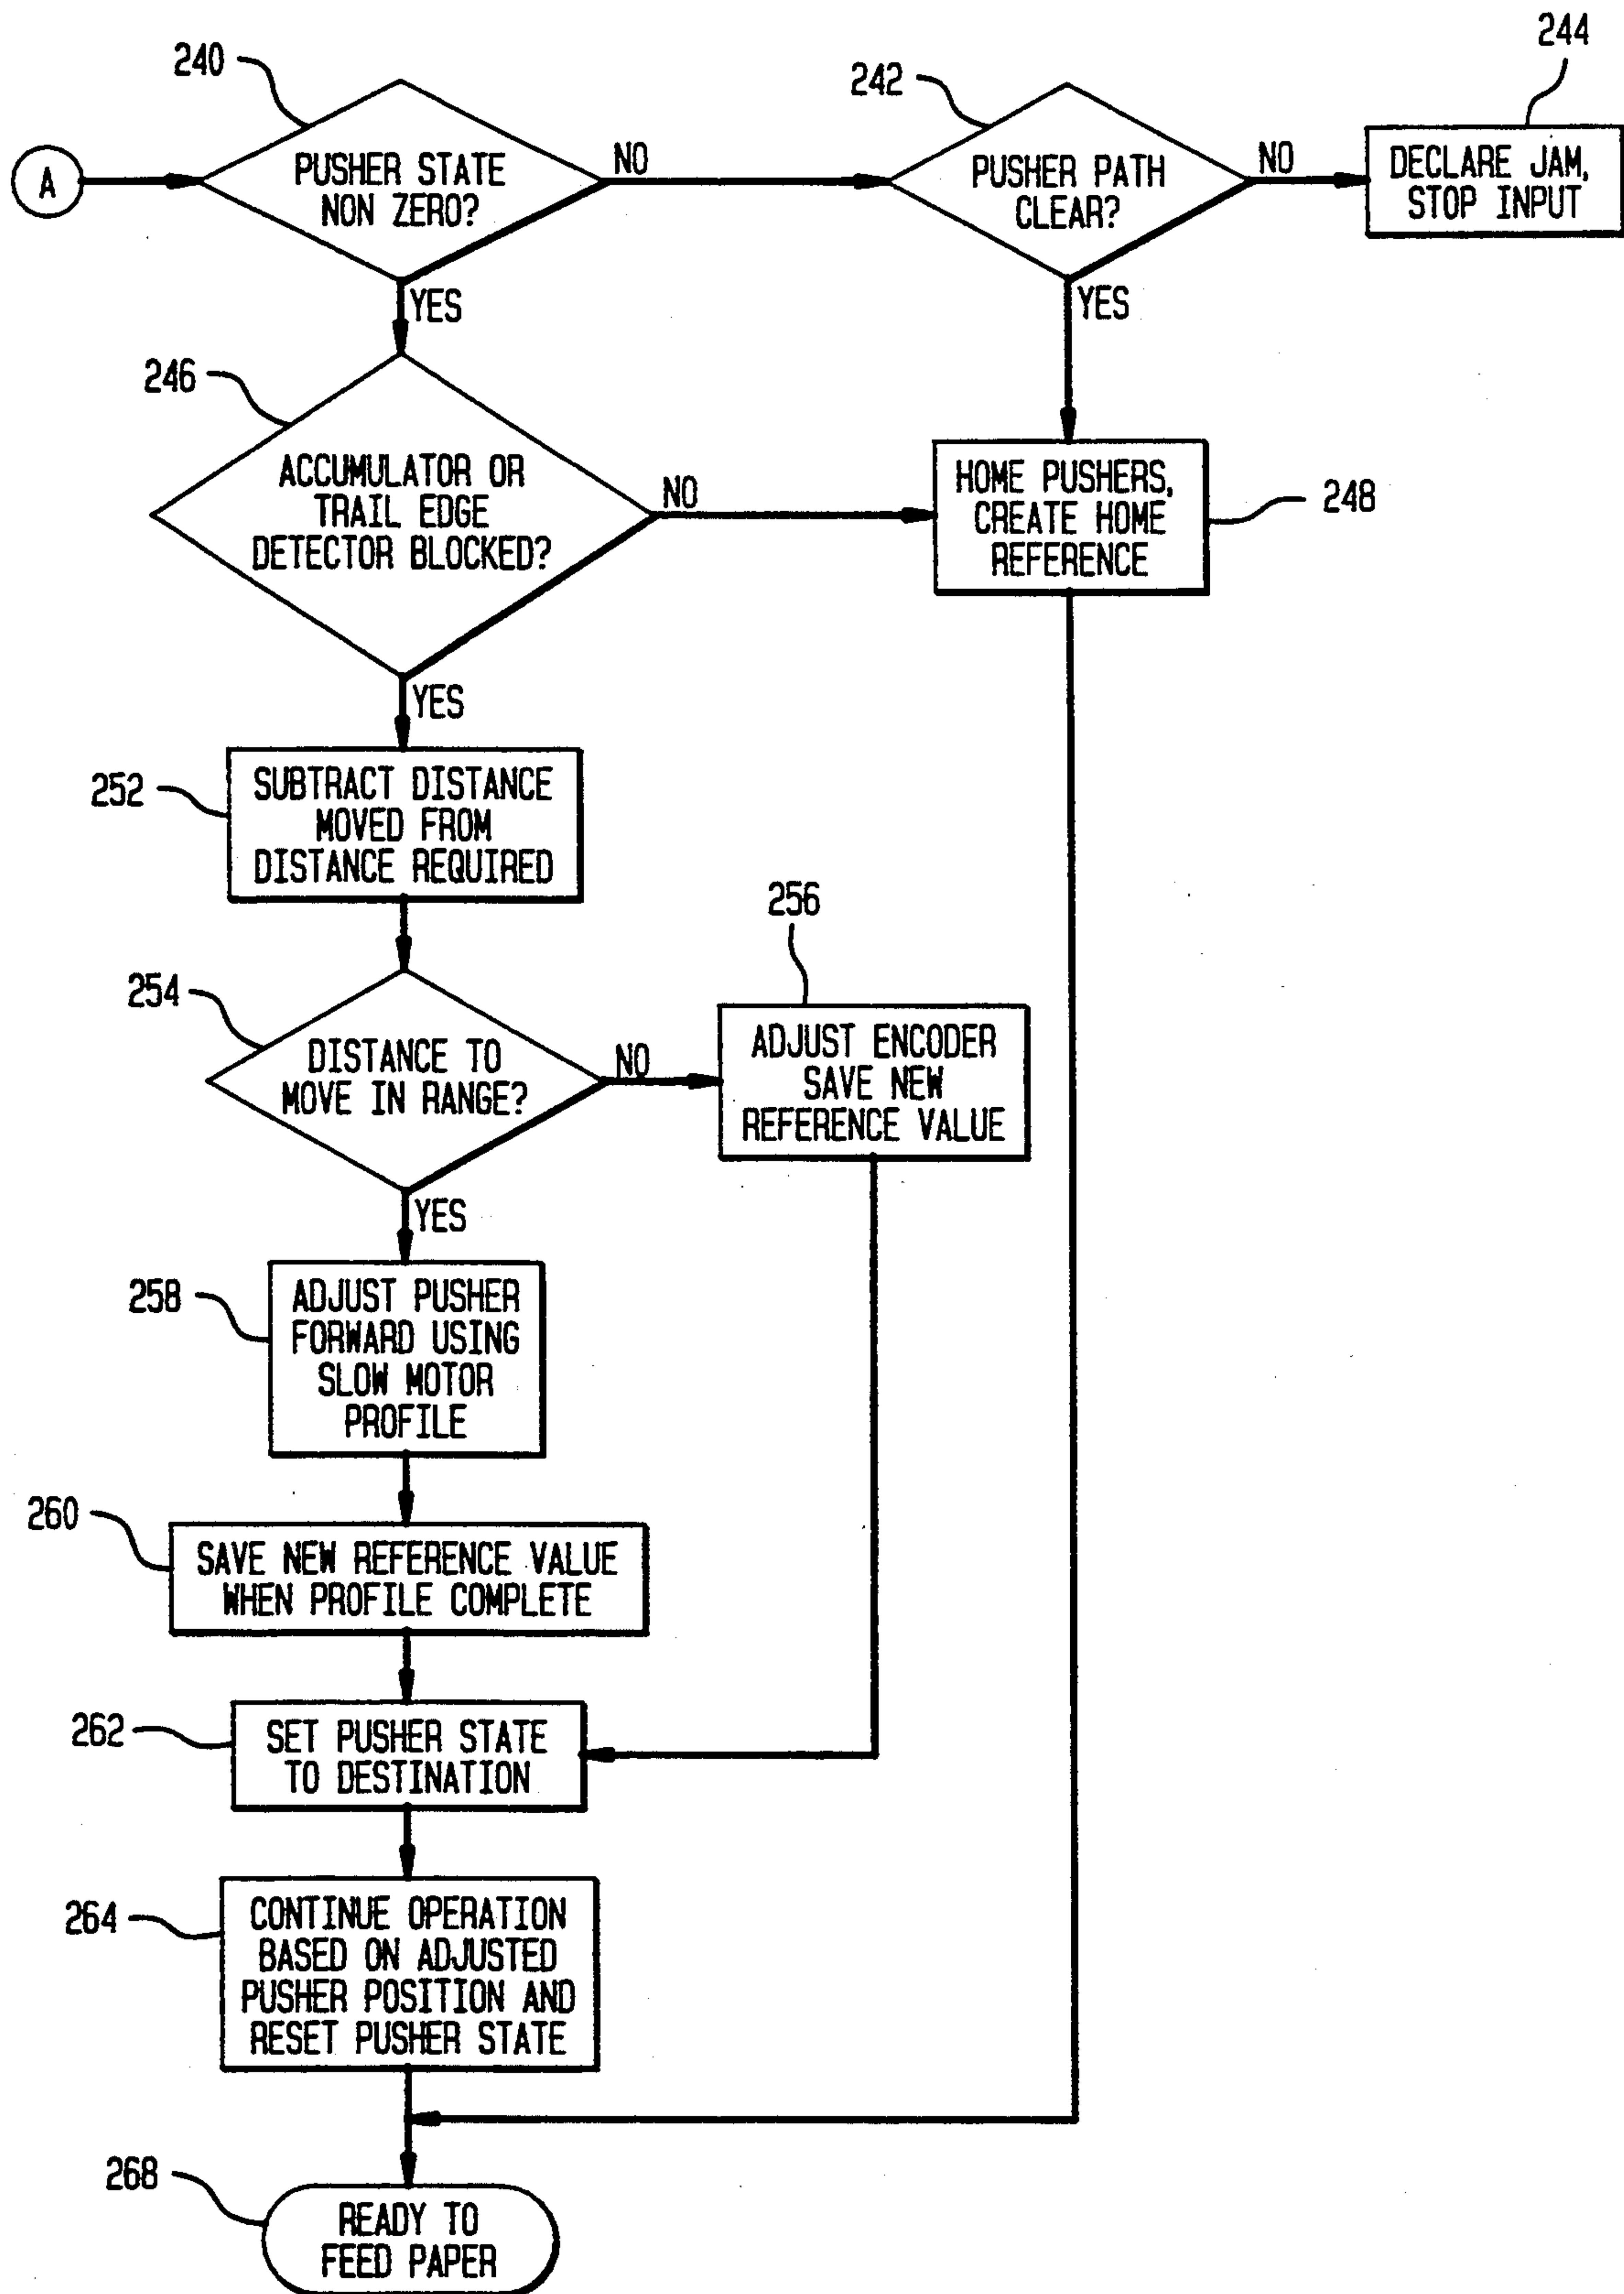 240
242
244
A
PUSHER STATE
NON ZERO?
NO
PUSHER PATH
CLEAR?
NO
DECLARE JAM,
STOP INPUT
YES
YES
246
ACCUMULATOR OR
TRAIL EDGE
DETECTOR BLOCKED?
NO
HOME PUSHERS,
CREATE HOME
REFERENCE
248
YES
252
SUBTRACT DISTANCE
MOVED FROM
DISTANCE REQUIRED
256
254
DISTANCE TO
MOVE IN RANGE?
NO
ADJUST ENCODER
SAVE NEW
REFERENCE VALUE
YES
258
ADJUST PUSHER
FORWARD USING
SLOW MOTOR
PROFILE
260
SAVE NEW REFERENCE VALUE
WHEN PROFILE COMPLETE
262
SET PUSHER STATE
TO DESTINATION
264
CONTINUE OPERATION
BASED ON ADJUSTED
PUSHER POSITION AND
RESET PUSHER STATE
268
READY TO
FEED PAPER